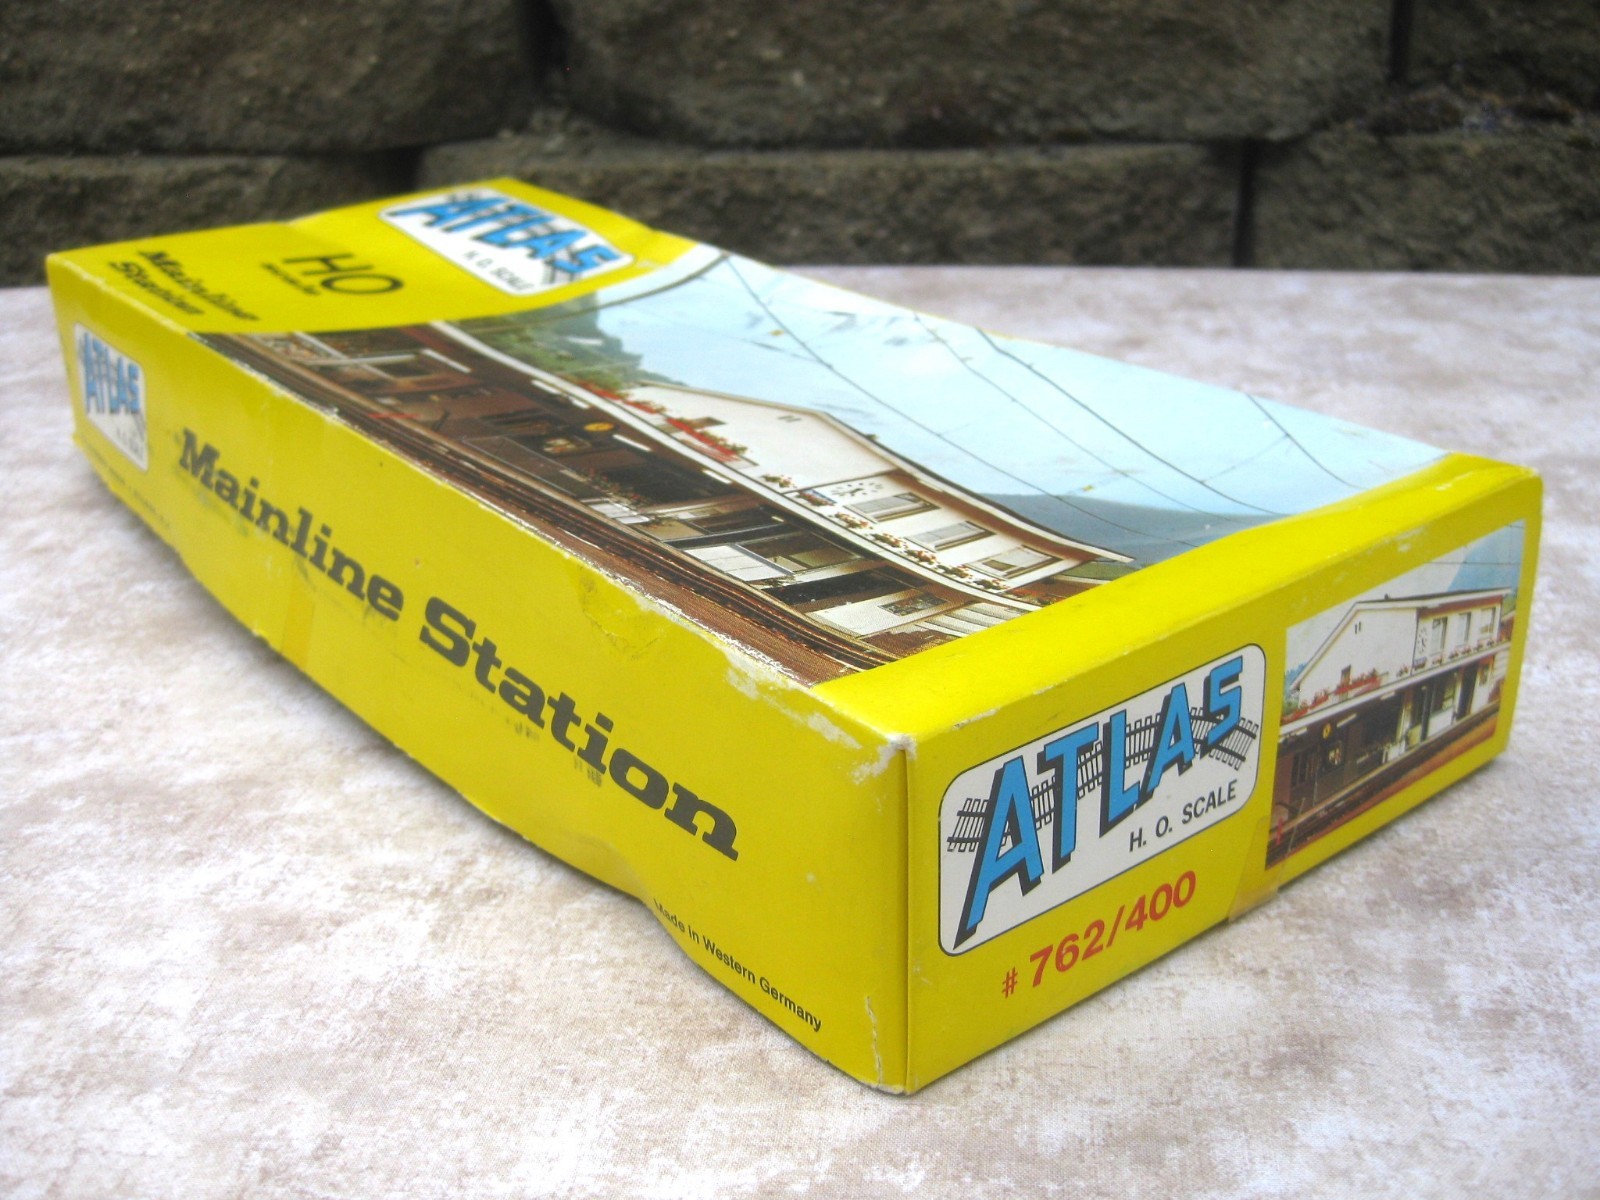 ATLAS
H. O. SCALE
HO
Mainline
Station
ATLAS
Mainline Station
Made in Western Germany
ATLAS
H. O. SCALE
# 762/400